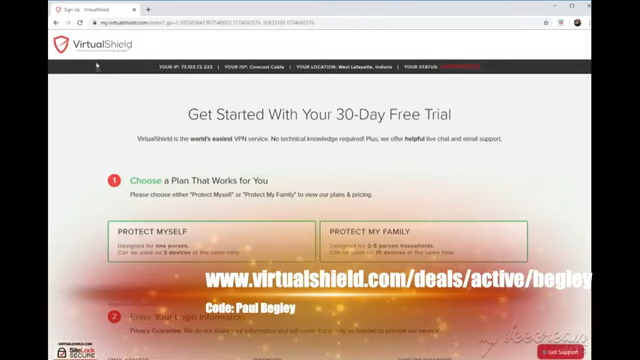 Sign Up - VirtualShield
VirtualShield
YOUR ISP: Comcast Cable | YOUR LOCATION: West Lafayette, Indiana | YOUR STATUS:
Get Started With Your 30-Day Free Trial
VirtualShield is the world's easiest VPN service. No technical knowledge required! Plus, we offer helpful live chat and email support.
1 Choose a Plan That Works for You
Please choose either "Protect Myself" or "Protect My Family" to view our plans & pricing.
PROTECT MYSELF
Designed for one person.
Can be used on 3 devices at the same time.
PROTECT MY FAMILY
Designed for 2-5 person households.
Can be used on 10 devices at the same time.
www.virtualshield.com/deals/active/begley
Code: Paul Begley
2 Enter Your Login Information
Privacy Guarantee: We do not share your information and will contact you only as needed to provide our service.
VIRTUALSHIELD.COM
SiteLock
SECURE
Get Support
EMAIL ADDRESS